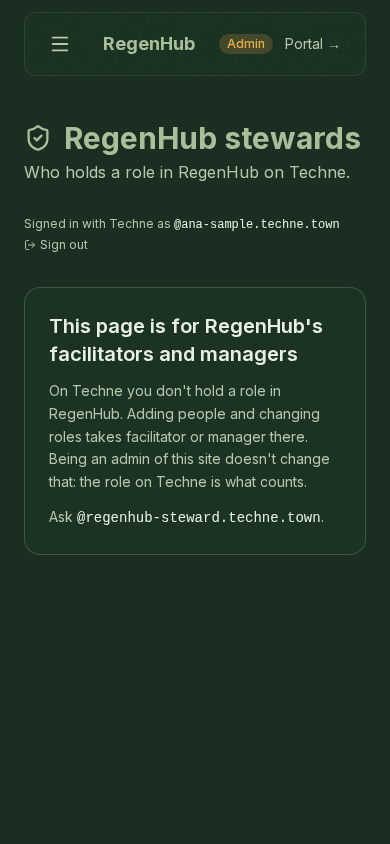 RegenHub
Admin
Portal →
RegenHub stewards
Who holds a role in RegenHub on Techne.
Signed in with Techne as @ana-sample.techne.town
Sign out
This page is for RegenHub's
facilitators and managers
On Techne you don't hold a role in
RegenHub. Adding people and changing
roles takes facilitator or manager there.
Being an admin of this site doesn't change
that: the role on Techne is what counts.
Ask @regenhub-steward.techne.town.